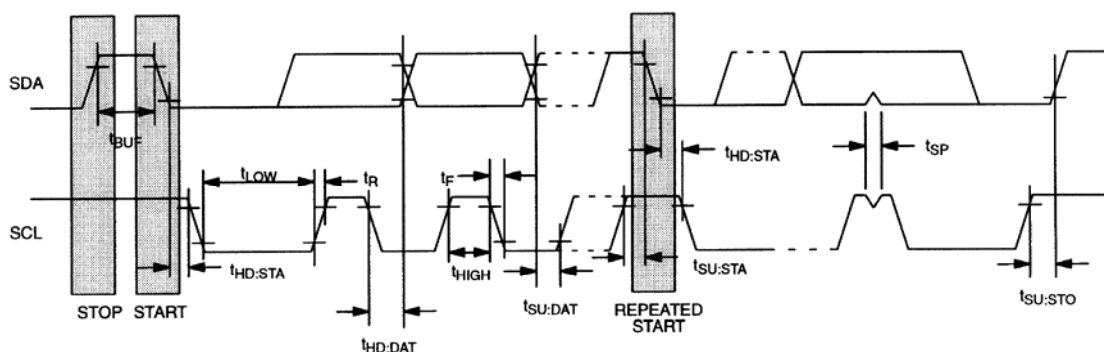 SDA
tBUF
tHD:STA
tSP
tLOW
tR
tF
SCL
tHD:STA
tHIGH
tSU:STA
tSU:DAT
tSU:STO
STOP
START
REPEATED
START
tHD:DAT